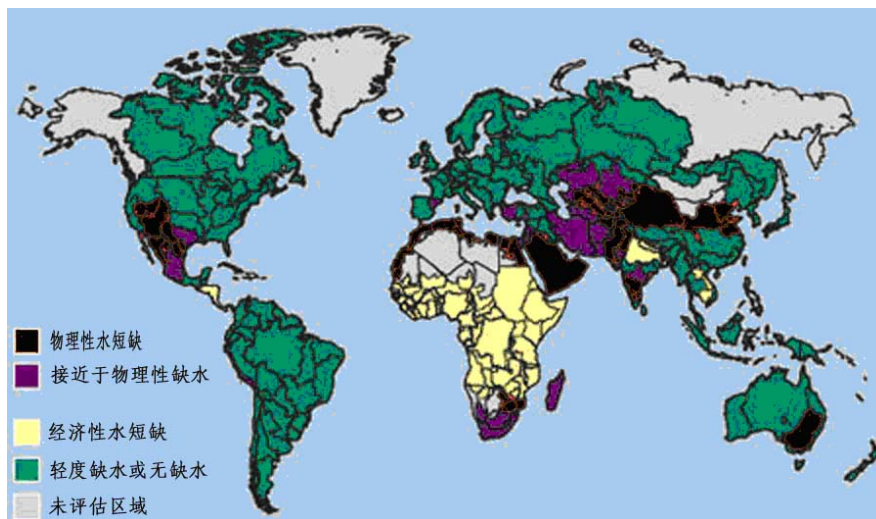 物理性水短缺
接近于物理性缺水
经济性水短缺
轻度缺水或无缺水
未评估区域